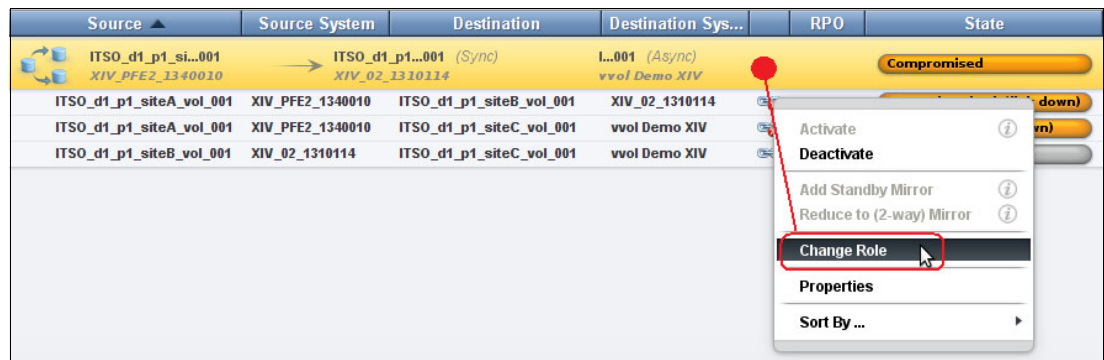 Source Source System Destination Destination Sys... RPO State
ITSO_d1_p1_si...001 ITSO_d1_p1...001 (Sync) I...001 (Async) Compromised
XIV_PFE2_1340010 XIV_02_1310114 vvol Demo XIV
ITSO_d1_p1_siteA_vol_001 XIV_PFE2_1340010 ITSO_d1_p1_siteB_vol_001 XIV_02_1310114 down)
ITSO_d1_p1_siteA_vol_001 XIV_PFE2_1340010 ITSO_d1_p1_siteC_vol_001 vvol Demo XIV wn)
ITSO_d1_p1_siteB_vol_001 XIV_02_1310114 ITSO_d1_p1_siteC_vol_001 vvol Demo XIV
Activate
Deactivate
Add Standby Mirror
Reduce to (2-way) Mirror
Change Role
Properties
Sort By ...